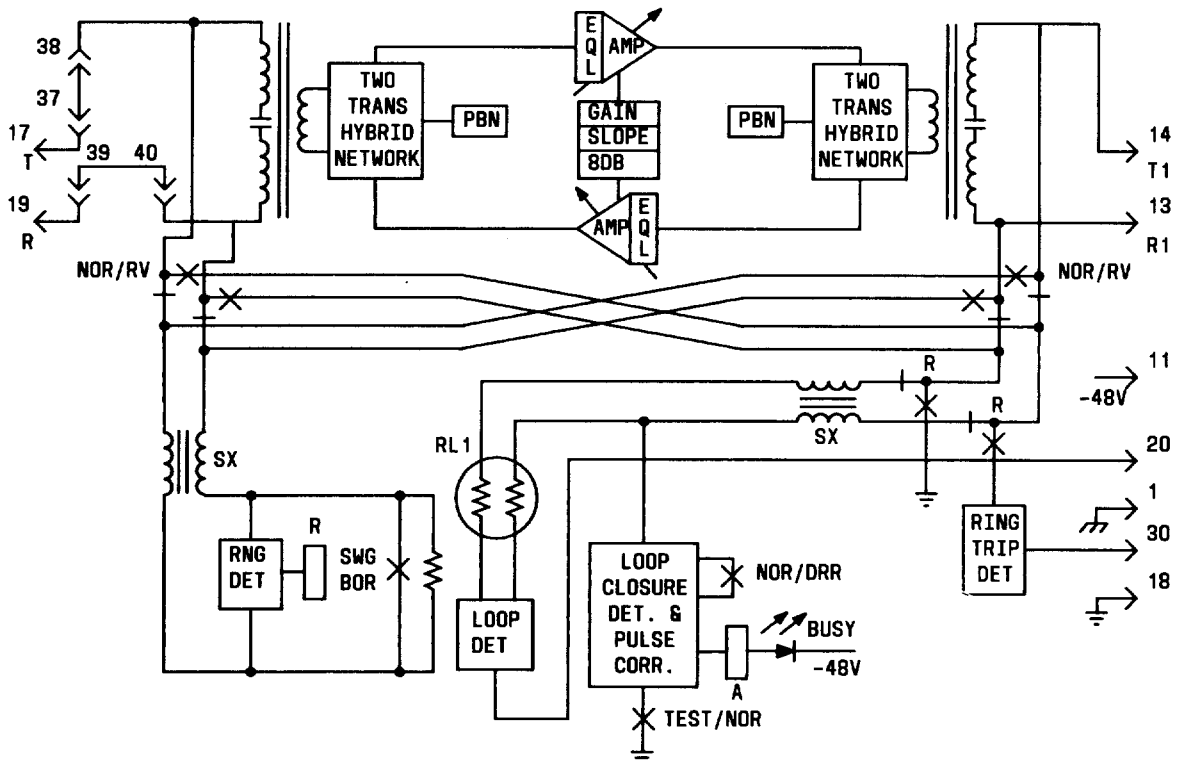 38
37
17
T
39 40
19
R
TWO
TRANS
HYBRID
NETWORK
PBN
EQL
AMP
GAIN
SLOPE
8DB
AMP
EQL
PBN
TWO
TRANS
HYBRID
NETWORK
14
T1
13
R1
NOR/RV
NOR/RV
R
11
-48V
SX
R
20
RL1
SX
1
30
18
R
RNG
DET
SWG
BOR
LOOP
DET
LOOP
CLOSURE
DET. &
PULSE
CORR.
NOR/DRR
BUSY
-48V
A
TEST/NOR
RING
TRIP
DET